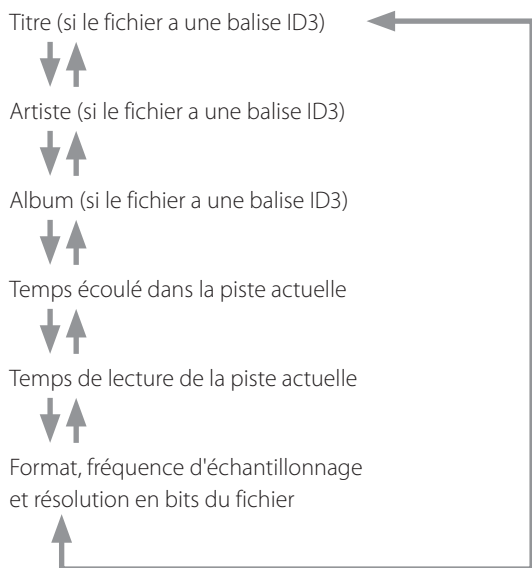 Titre (si le fichier a une balise ID3)
Artiste (si le fichier a une balise ID3)
Album (si le fichier a une balise ID3)
Temps écoulé dans la piste actuelle
Temps de lecture de la piste actuelle
Format, fréquence d'échantillonnage
et résolution en bits du fichier